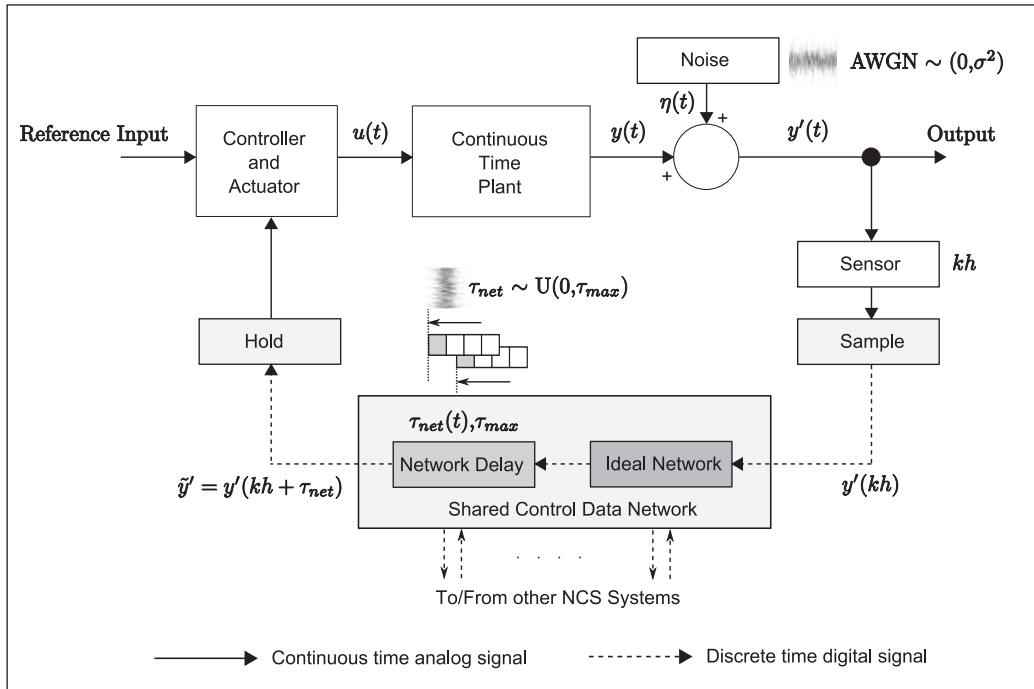 Noise
AWGN ∼ (0,σ²)
η(t)
+
Reference Input
Controller
and
Actuator
u(t)
Continuous
Time
Plant
y(t)
+
y′(t)
Output
Sensor
kh
τnet ∼ U(0,τmax)
Hold
Sample
τnet(t),τmax
Network Delay
Ideal Network
ỹ′ = y′(kh + τnet)
y′(kh)
Shared Control Data Network
. . . .
To/From other NCS Systems
Continuous time analog signal
Discrete time digital signal